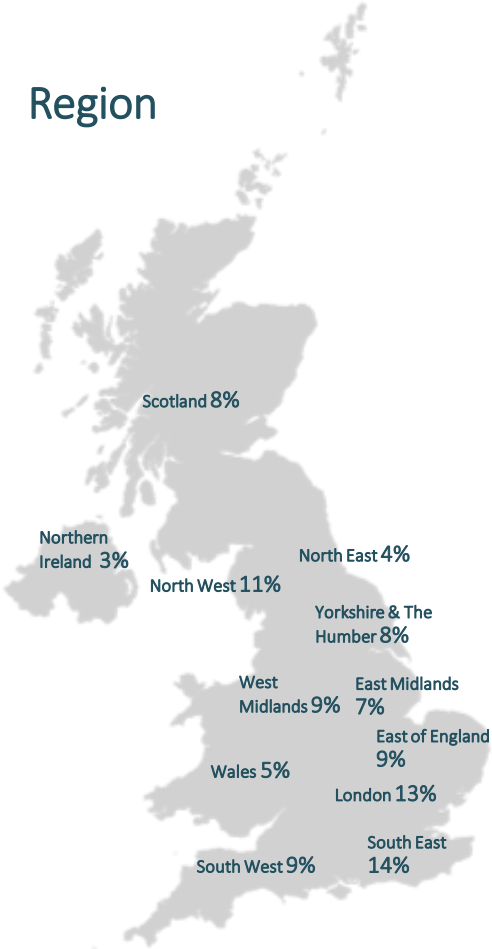 Region
Scotland 8%
Northern
Ireland 3%
North East 4%
North West 11%
Yorkshire & The
Humber 8%
West
Midlands 9%
East Midlands
7%
East of England
9%
Wales 5%
London 13%
South East
14%
South West 9%